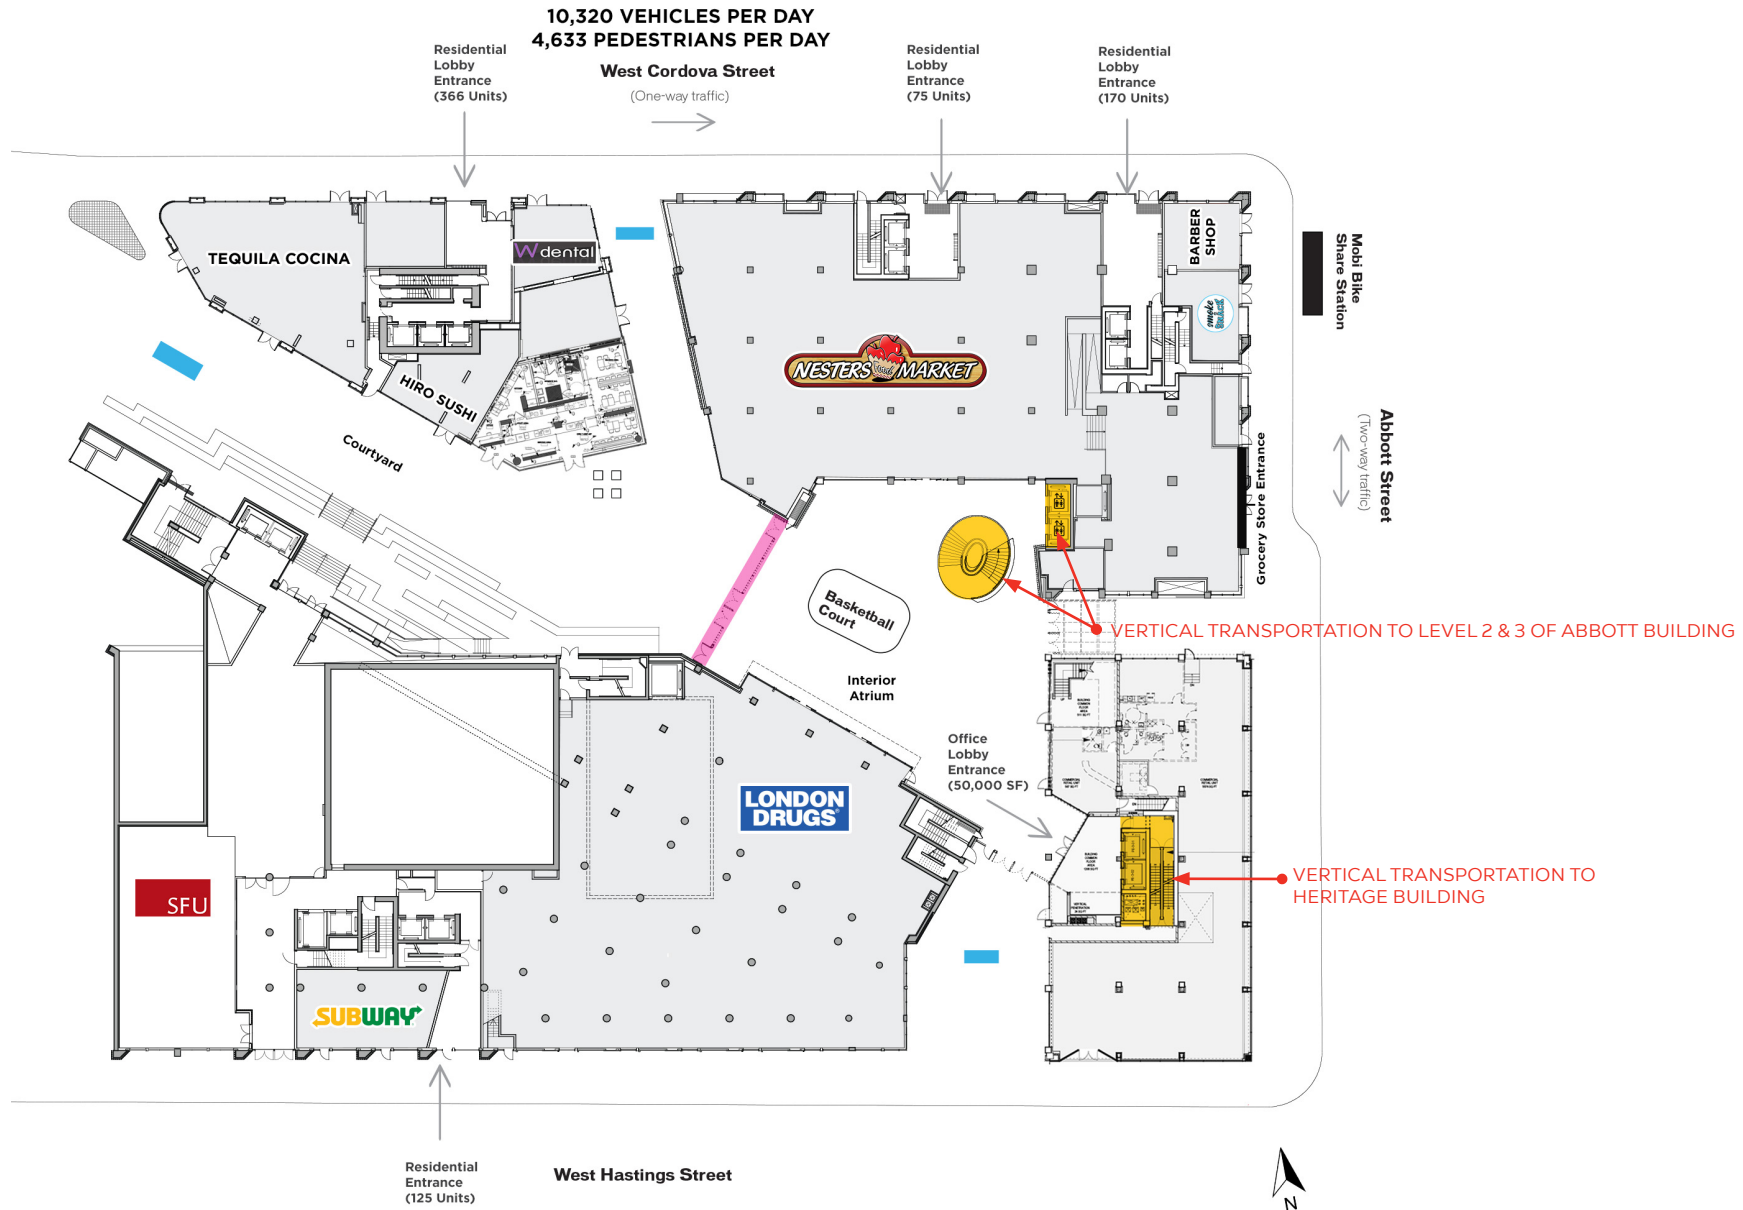 10,320 VEHICLES PER DAY
4,633 PEDESTRIANS PER DAY
West Cordova Street
(One-way traffic)
Residential
Lobby
Entrance
(366 Units)
Residential
Lobby
Entrance
(75 Units)
Residential
Lobby
Entrance
(170 Units)
TEQUILA COCINA
W dental
HIRO SUSHI
Courtyard
NESTERS Food MARKET
BARBER
SHOP
smoke
SNACK
Mobi Bike
Share Station
Abbott Street
(Two-way traffic)
Grocery Store Entrance
Basketball
Court
VERTICAL TRANSPORTATION TO LEVEL 2 & 3 OF ABBOTT BUILDING
Interior
Atrium
Office
Lobby
Entrance
(50,000 SF)
LONDON
DRUGS
VERTICAL TRANSPORTATION TO
HERITAGE BUILDING
SFU
SUBWAY
Residential
Entrance
(125 Units)
West Hastings Street
N